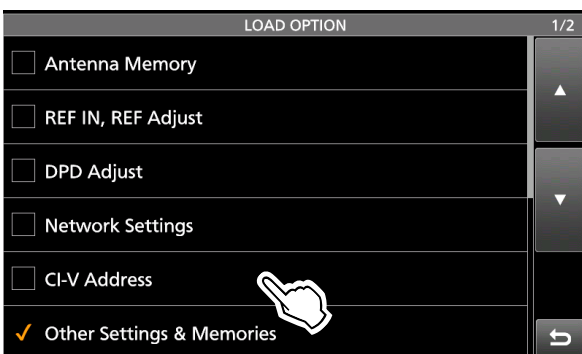 LOAD OPTION 1/2
Antenna Memory
REF IN, REF Adjust
DPD Adjust
Network Settings
CI-V Address
Other Settings & Memories